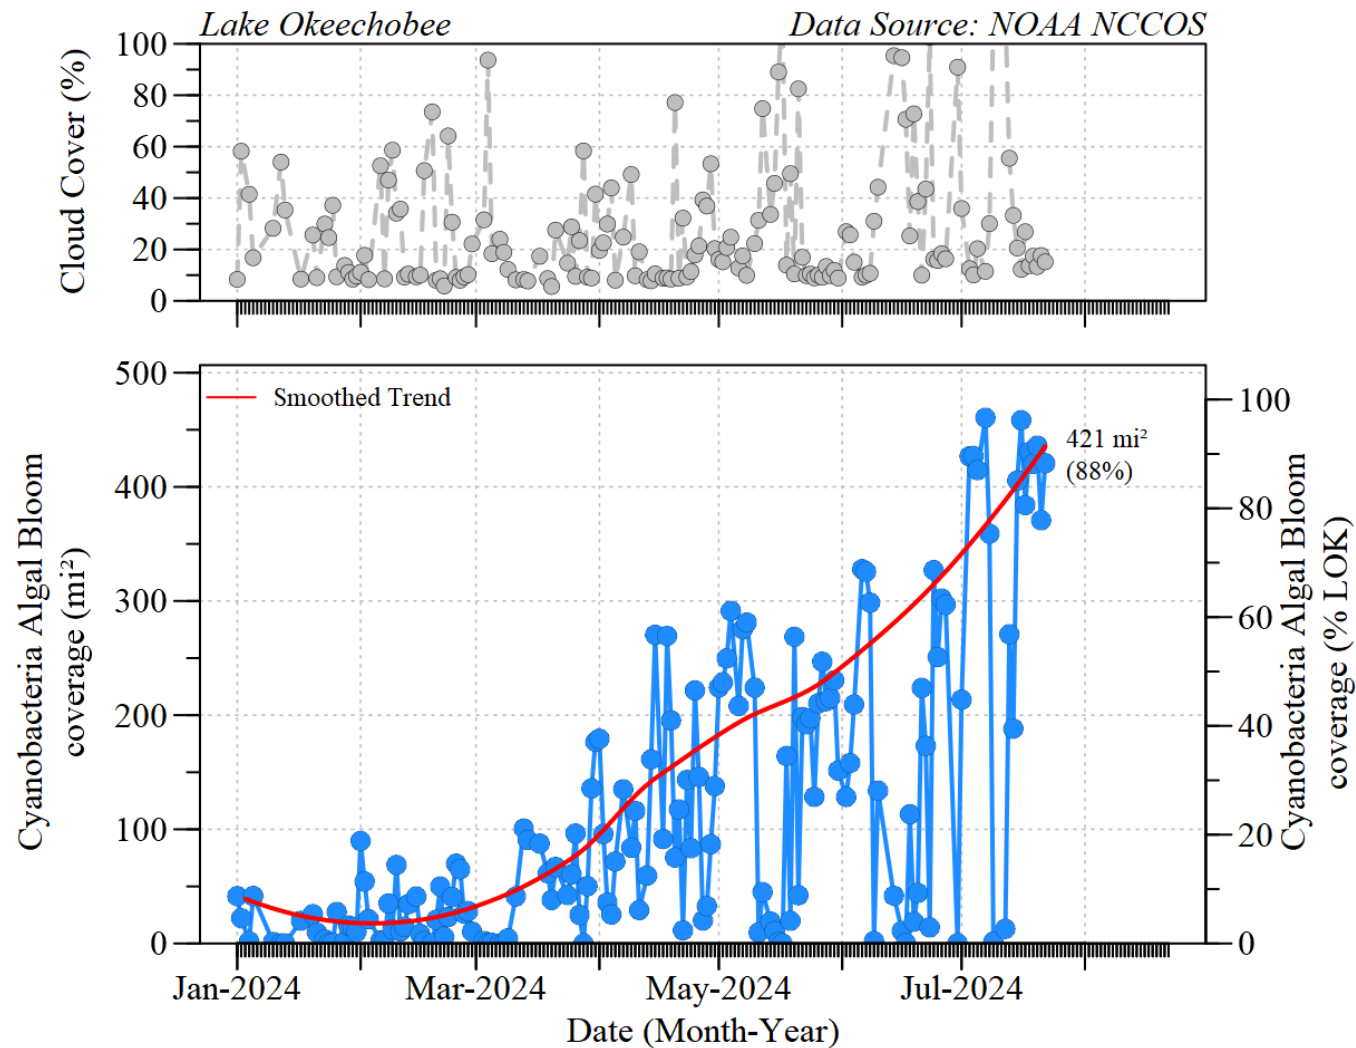 Lake Okeechobee
Data Source: NOAA NCCOS
Cloud Cover (%)
100
80
60
40
20
0
Smoothed Trend
421 mi²
(88%)
Cyanobacteria Algal Bloom
coverage (mi²)
500
400
300
200
100
0
100
80
60
40
20
0
Cyanobacteria Algal Bloom
coverage (% LOK)
Jan-2024
Mar-2024
May-2024
Jul-2024
Date (Month-Year)